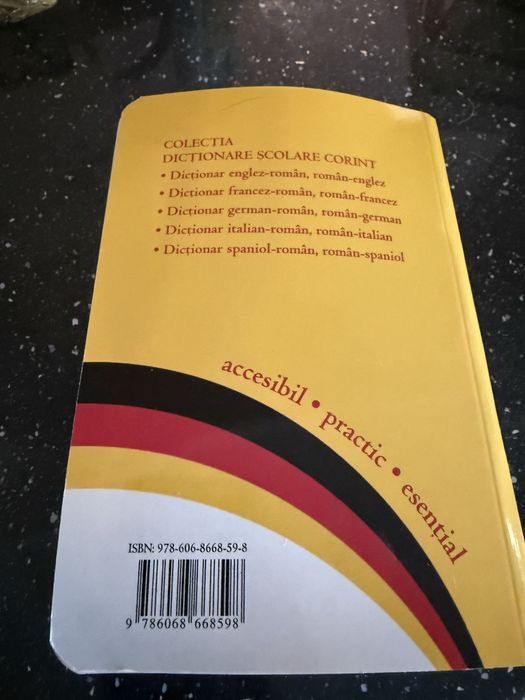 COLECȚIA
DICȚIONARE ȘCOLARE CORINT
• Dicționar englez-român, român-englez
• Dicționar francez-român, român-francez
• Dicționar german-român, român-german
• Dicționar italian-român, român-italian
• Dicționar spaniol-român, român-spaniol
accesibil • practic • esențial
ISBN: 978-606-8668-59-8
9 786068 668598